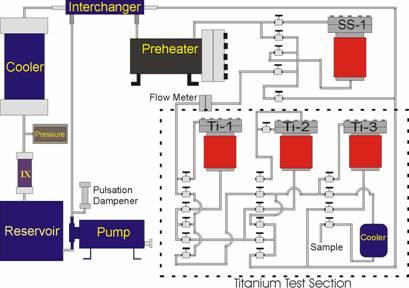 Interchanger
SS-1
Preheater
Cooler
Flow Meter
Pressure
Ti-1
Ti-2
Ti-3
IX
Pulsation
Dampener
Reservoir
Pump
Sample
Cooler
Titanium Test Section